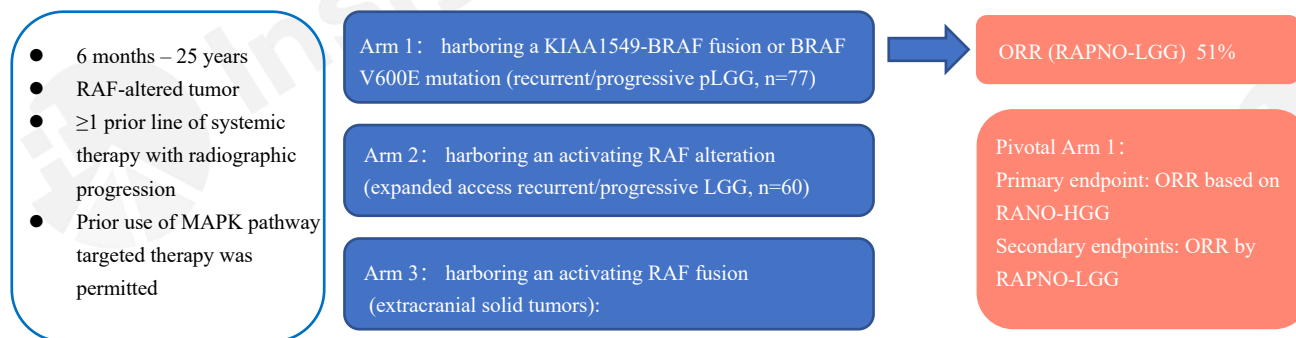 ● 6 months – 25 years
● RAF-altered tumor
● ≥1 prior line of systemic
therapy with radiographic
progression
● Prior use of MAPK pathway
targeted therapy was
permitted
Arm 1： harboring a KIAA1549-BRAF fusion or BRAF
V600E mutation (recurrent/progressive pLGG, n=77)
Arm 2： harboring an activating RAF alteration
(expanded access recurrent/progressive LGG, n=60)
Arm 3： harboring an activating RAF fusion
(extracranial solid tumors):
ORR (RAPNO-LGG) 51%
Pivotal Arm 1：
Primary endpoint: ORR based on
RANO-HGG
Secondary endpoints: ORR by
RAPNO-LGG